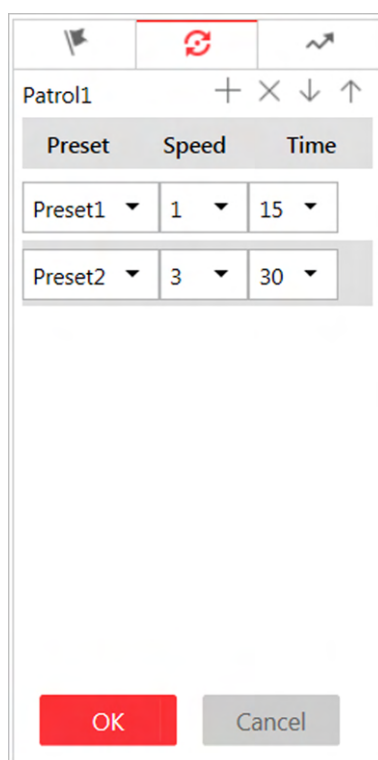 Patrol1
Preset Speed Time
Preset1 1 15
Preset2 3 30
OK Cancel